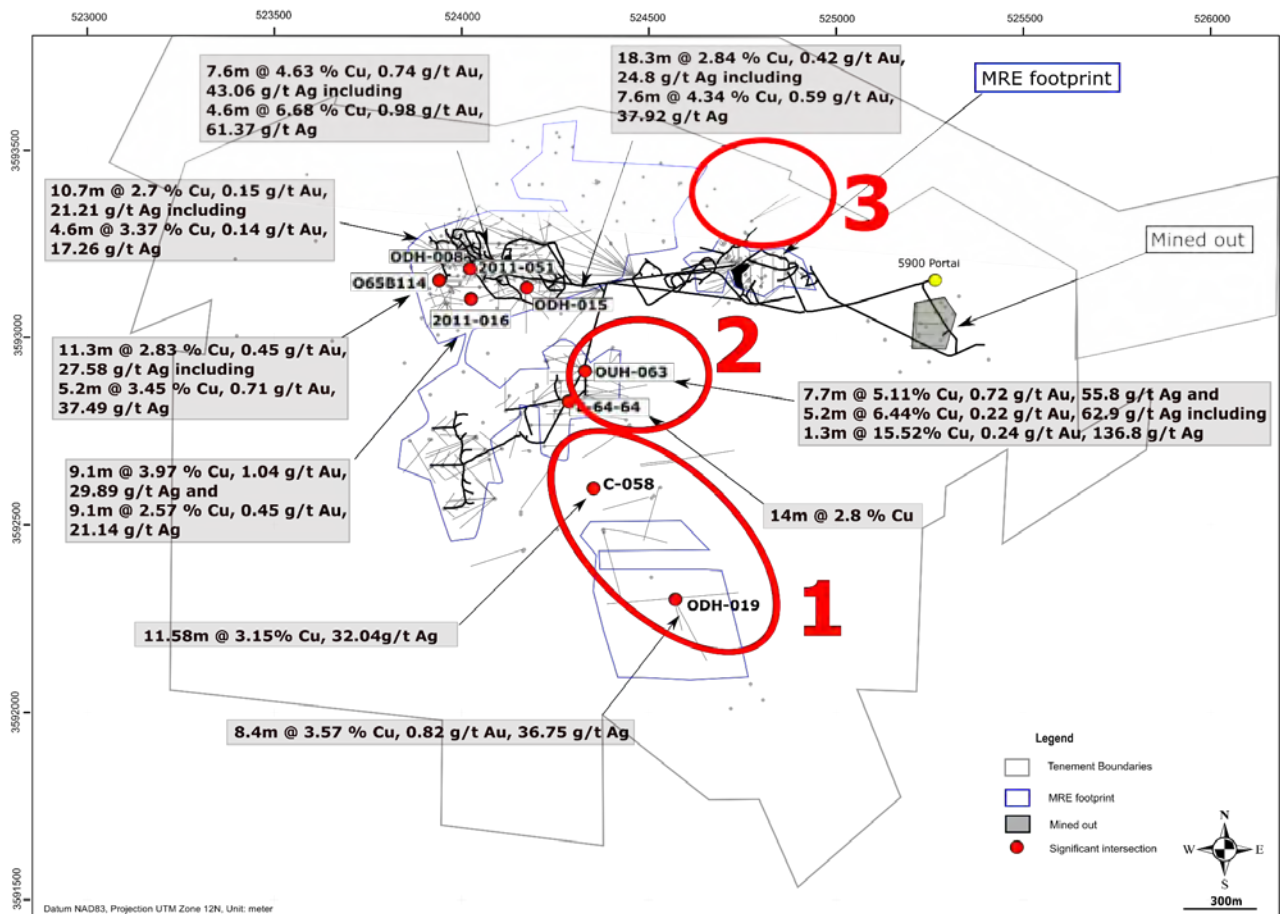 523000
523500
524000
524500
525000
525500
526000
3593500
3593000
3592500
3592000
3591500
7.6m @ 4.63 % Cu, 0.74 g/t Au,
43.06 g/t Ag including
4.6m @ 6.68 % Cu, 0.98 g/t Au,
61.37 g/t Ag
18.3m @ 2.84 % Cu, 0.42 g/t Au,
24.8 g/t Ag including
7.6m @ 4.34 % Cu, 0.59 g/t Au,
37.92 g/t Ag
MRE footprint
3
10.7m @ 2.7 % Cu, 0.15 g/t Au,
21.21 g/t Ag including
4.6m @ 3.37 % Cu, 0.14 g/t Au,
17.26 g/t Ag
Mined out
ODH-008
2011-051
5900 Portal
O65B114
ODH-015
2011-016
2
11.3m @ 2.83 % Cu, 0.45 g/t Au,
27.58 g/t Ag including
5.2m @ 3.45 % Cu, 0.71 g/t Au,
37.49 g/t Ag
OUH-063
-64-64
7.7m @ 5.11% Cu, 0.72 g/t Au, 55.8 g/t Ag and
5.2m @ 6.44% Cu, 0.22 g/t Au, 62.9 g/t Ag including
1.3m @ 15.52% Cu, 0.24 g/t Au, 136.8 g/t Ag
9.1m @ 3.97 % Cu, 1.04 g/t Au,
29.89 g/t Ag and
9.1m @ 2.57 % Cu, 0.45 g/t Au,
21.14 g/t Ag
C-058
14m @ 2.8 % Cu
1
ODH-019
11.58m @ 3.15% Cu, 32.04g/t Ag
8.4m @ 3.57 % Cu, 0.82 g/t Au, 36.75 g/t Ag
Legend
Tenement Boundaries
MRE footprint
Mined out
Significant intersection
N
W E
S
300m
Datum NAD83, Projection UTM Zone 12N, Unit: meter